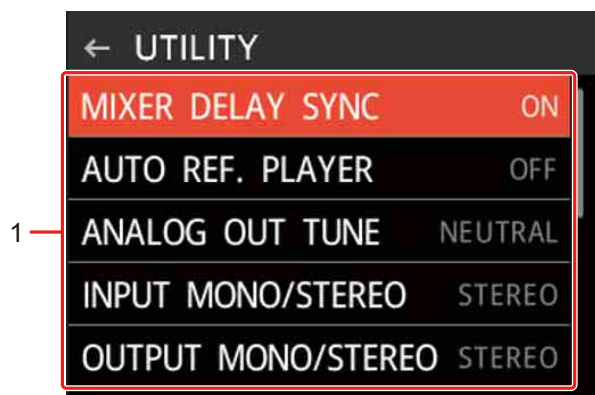 ← UTILITY
MIXER DELAY SYNC ON
AUTO REF. PLAYER OFF
1
ANALOG OUT TUNE NEUTRAL
INPUT MONO/STEREO STEREO
OUTPUT MONO/STEREO STEREO